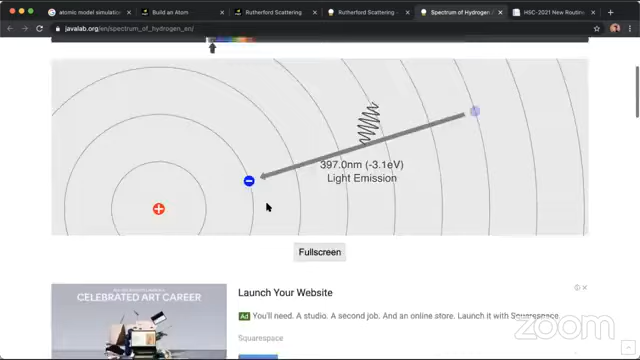 atomic model simulation
Build an Atom
Rutherford Scattering
Rutherford Scattering -
Spectrum of Hydrogen
HSC-2021 New Routine
javalab.org/en/spectrum_of_hydrogen_en/
397.0nm (-3.1eV)
Light Emission
Fullscreen
CELEBRATED ART CAREER
Launch Your Website
Ad You'll need. A studio. A second job. And an online store. Launch it with Squarespace.
Squarespace
zoom